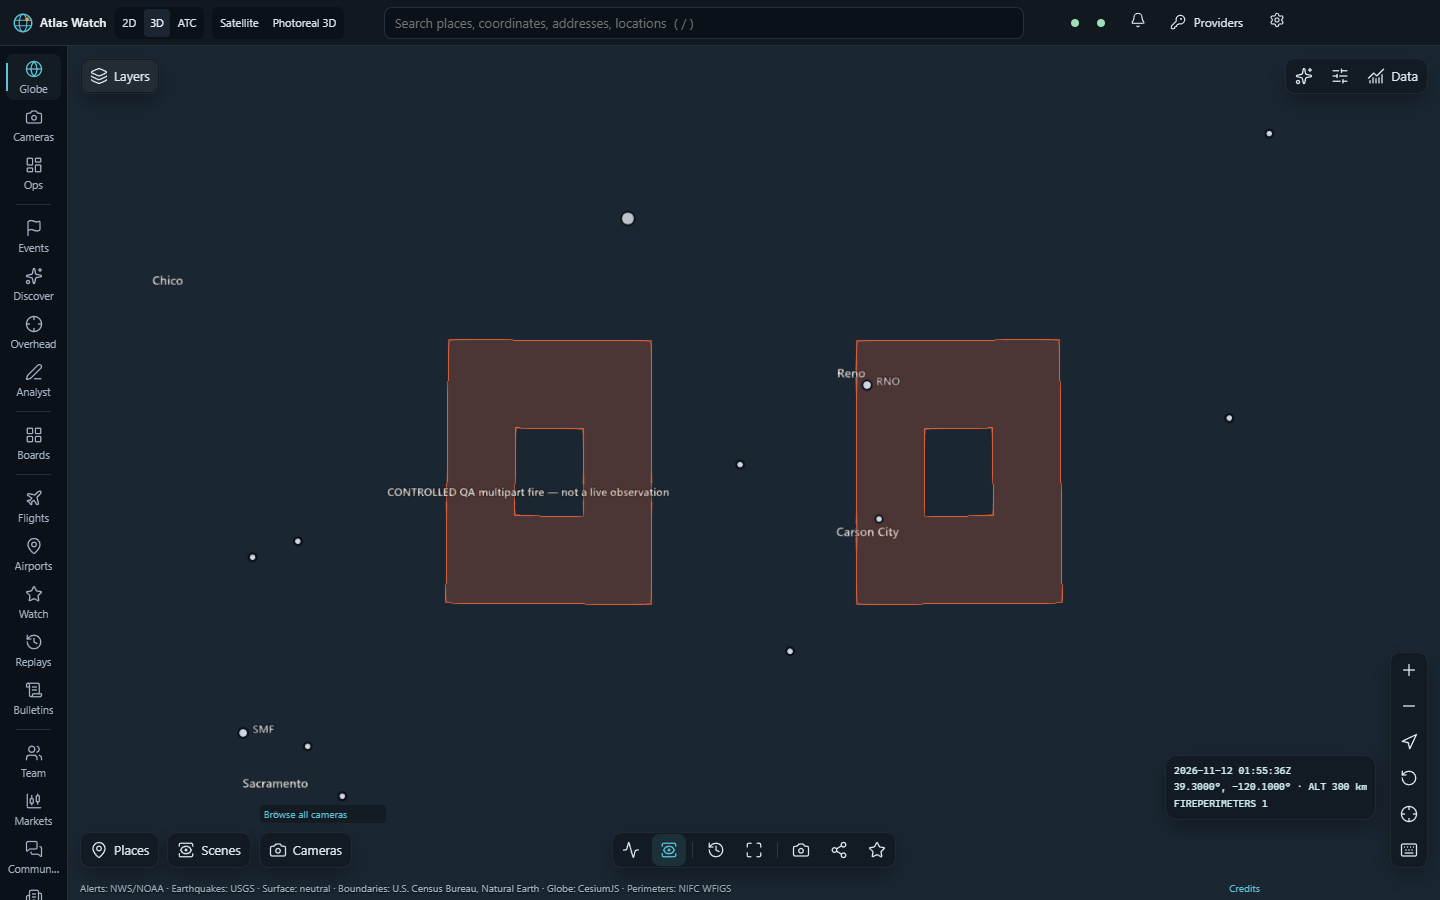 Atlas Watch
2D 3D ATC
Satellite Photoreal 3D
Search places, coordinates, addresses, locations ( / )
Providers
Globe
Cameras
Ops
Events
Discover
Overhead
Analyst
Boards
Flights
Airports
Watch
Replays
Bulletins
Team
Markets
Commun...
Layers
Data
Chico
Reno
RNO
CONTROLLED QA multipart fire — not a live observation
Carson City
SMF
Sacramento
Browse all cameras
2026-11-12 01:55:36Z
39.3000°, -120.1000° · ALT 300 km
FIREPERIMETERS 1
Places
Scenes
Cameras
Alerts: NWS/NOAA · Earthquakes: USGS · Surface: neutral · Boundaries: U.S. Census Bureau, Natural Earth · Globe: CesiumJS · Perimeters: NIFC WFIGS
Credits